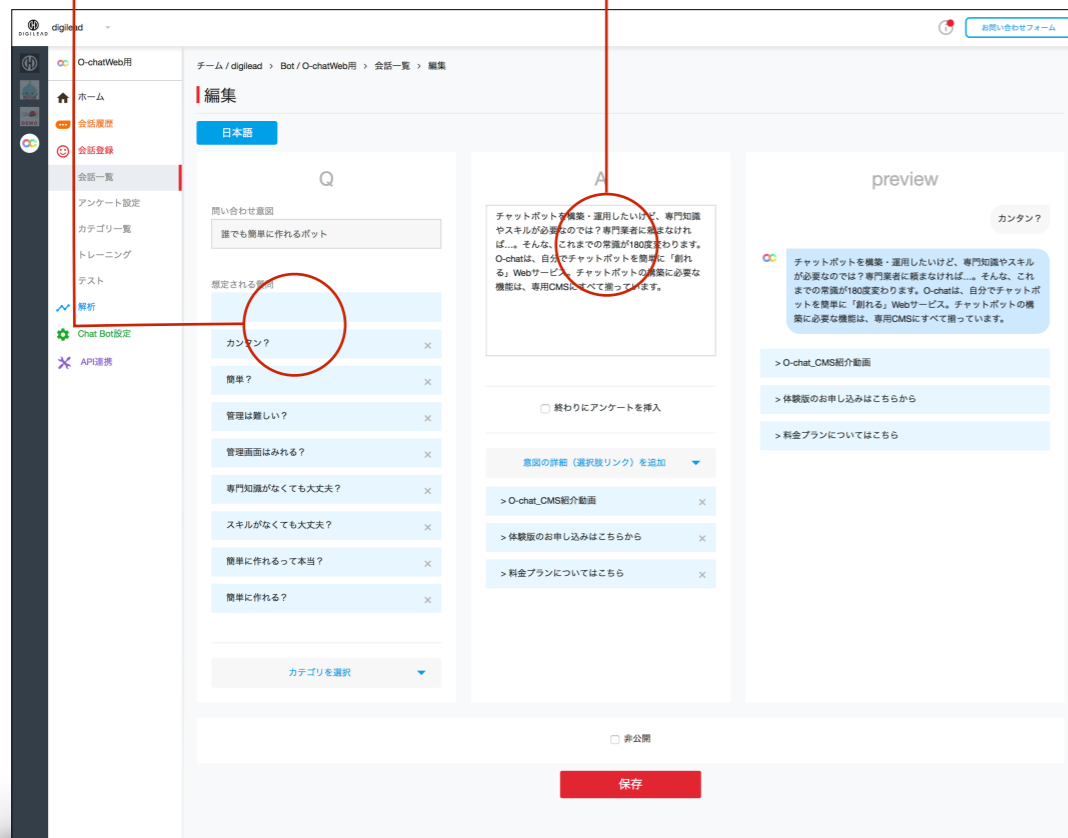 DIGILEAD
digilead
お問い合わせフォーム
O-chatWeb用
ホーム
会話履歴
会話登録
会話一覧
アンケート設定
カテゴリ一覧
トレーニング
テスト
解析
Chat Bot設定
API連携
DEMO
チーム / digilead > Bot / O-chatWeb用 > 会話一覧 > 編集
編集
日本語
Q
問い合わせ意図
誰でも簡単に作れるボット
想定される質問
カンタン？
簡単？
管理は難しい？
管理画面はみれる？
専門知識がなくても大丈夫？
スキルがなくても大丈夫？
簡単に作れるって本当？
簡単に作れる？
カテゴリを選択
A
チャットボットを構築・運用したいけど、専門知識
やスキルが必要なのでは？専門業者に頼まなけれ
ば…。そんな、これまでの常識が180度変わります。
O-chatは、自分でチャットボットを簡単に「創れ
る」Webサービス。チャットボットの構築に必要な
機能は、専用CMSにすべて揃っています。
終わりにアンケートを挿入
意図の詳細（選択肢リンク）を追加
> O-chat_CMS紹介動画
> 体験版のお申し込みはこちらから
> 料金プランについてはこちら
preview
カンタン？
チャットボットを構築・運用したいけど、専門知識やスキル
が必要なのでは？専門業者に頼まなければ…。そんな、これ
までの常識が180度変わります。O-chatは、自分でチャットボ
ットを簡単に「創れる」Webサービス。チャットボットの構
築に必要な機能は、専用CMSにすべて揃っています。
> O-chat_CMS紹介動画
> 体験版のお申し込みはこちらから
> 料金プランについてはこちら
非公開
保存